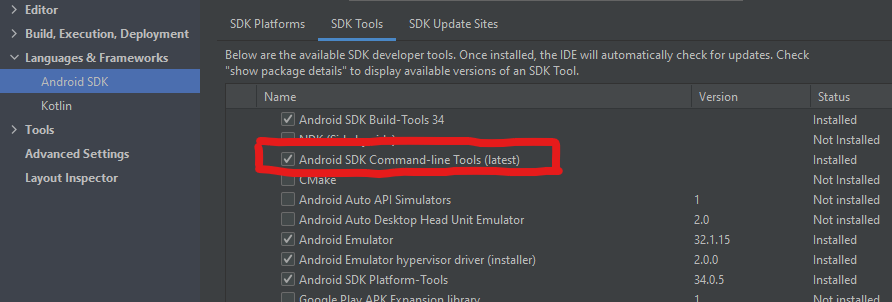 Editor
Build, Execution, Deployment
Languages & Frameworks
Android SDK
Kotlin
Tools
Advanced Settings
Layout Inspector
SDK Platforms SDK Tools SDK Update Sites
Below are the available SDK developer tools. Once installed, the IDE will automatically check for updates. Check
"show package details" to display available versions of an SDK Tool.
Name Version Status
Android SDK Build-Tools 34 Installed
NDK (Side by side) Not Installed
Android SDK Command-line Tools (latest) Installed
CMake Not Installed
Android Auto API Simulators 1 Not Installed
Android Auto Desktop Head Unit Emulator 2.0 Not Installed
Android Emulator 32.1.15 Installed
Android Emulator hypervisor driver (installer) 2.0.0 Installed
Android SDK Platform-Tools 34.0.5 Installed
Google Play APK Expansion library 1 Not Installed